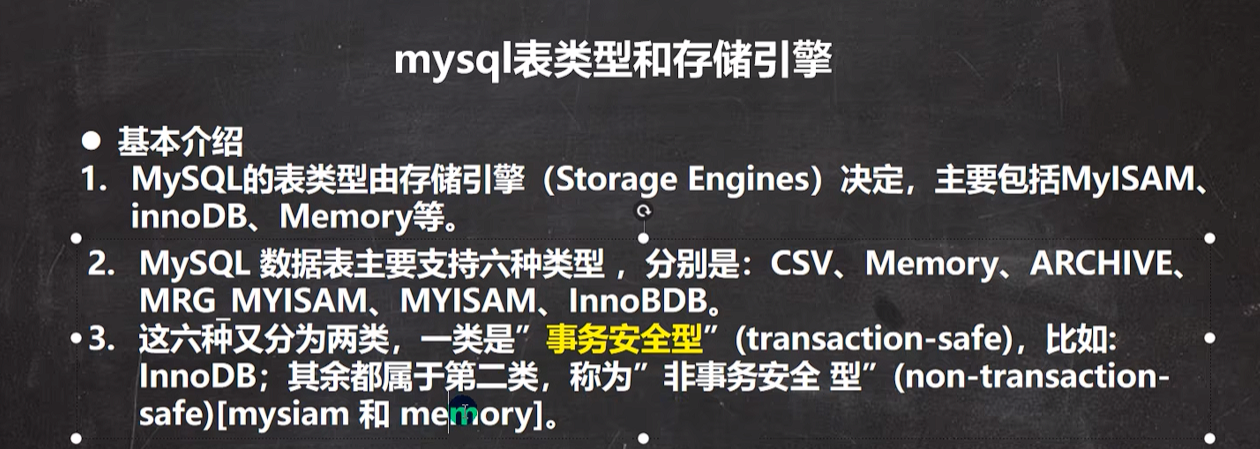 mysql表类型和存储引擎
● 基本介绍
1. MySQL的表类型由存储引擎（Storage Engines）决定，主要包括MyISAM、
innoDB、Memory等。
2. MySQL 数据表主要支持六种类型 ，分别是：CSV、Memory、ARCHIVE、
MRG_MYISAM、MYISAM、InnoBDB。
3. 这六种又分为两类，一类是”事务安全型”(transaction-safe)，比如:
InnoDB；其余都属于第二类，称为”非事务安全 型”(non-transaction-
safe)[mysiam 和 memory]。